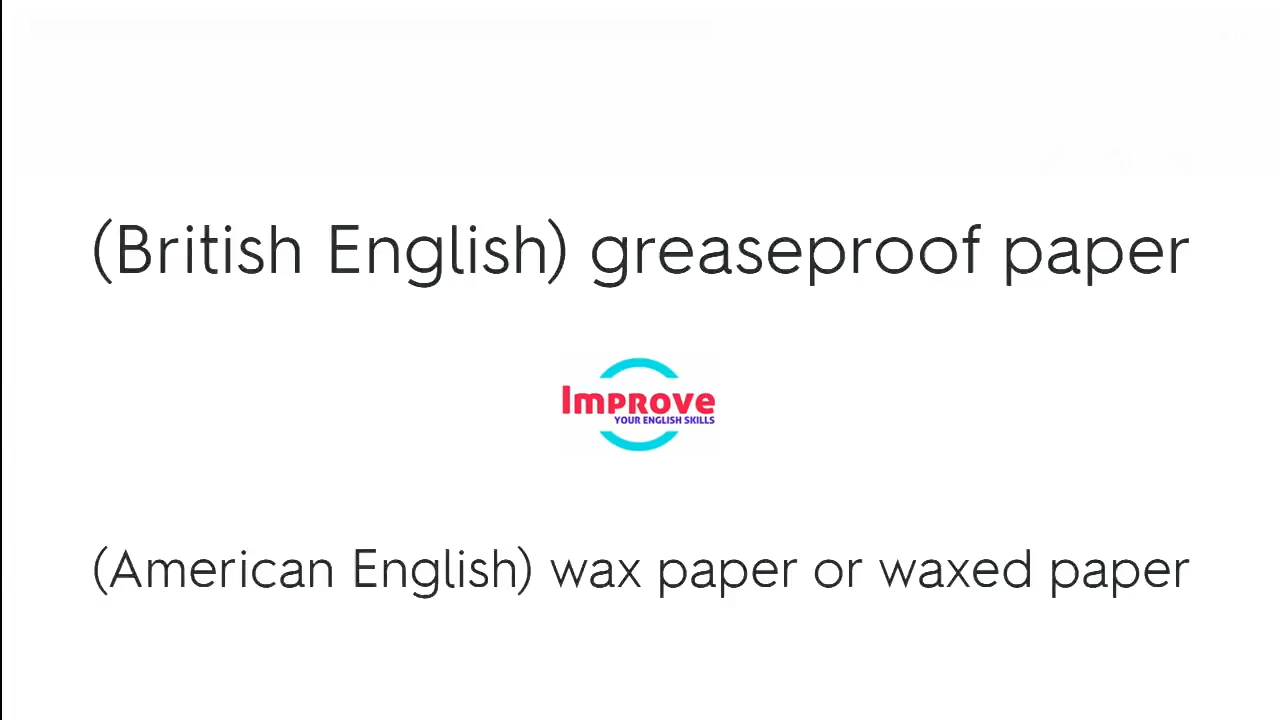 (British English) greaseproof paper
Improve
YOUR ENGLISH SKILLS
(American English) wax paper or waxed paper